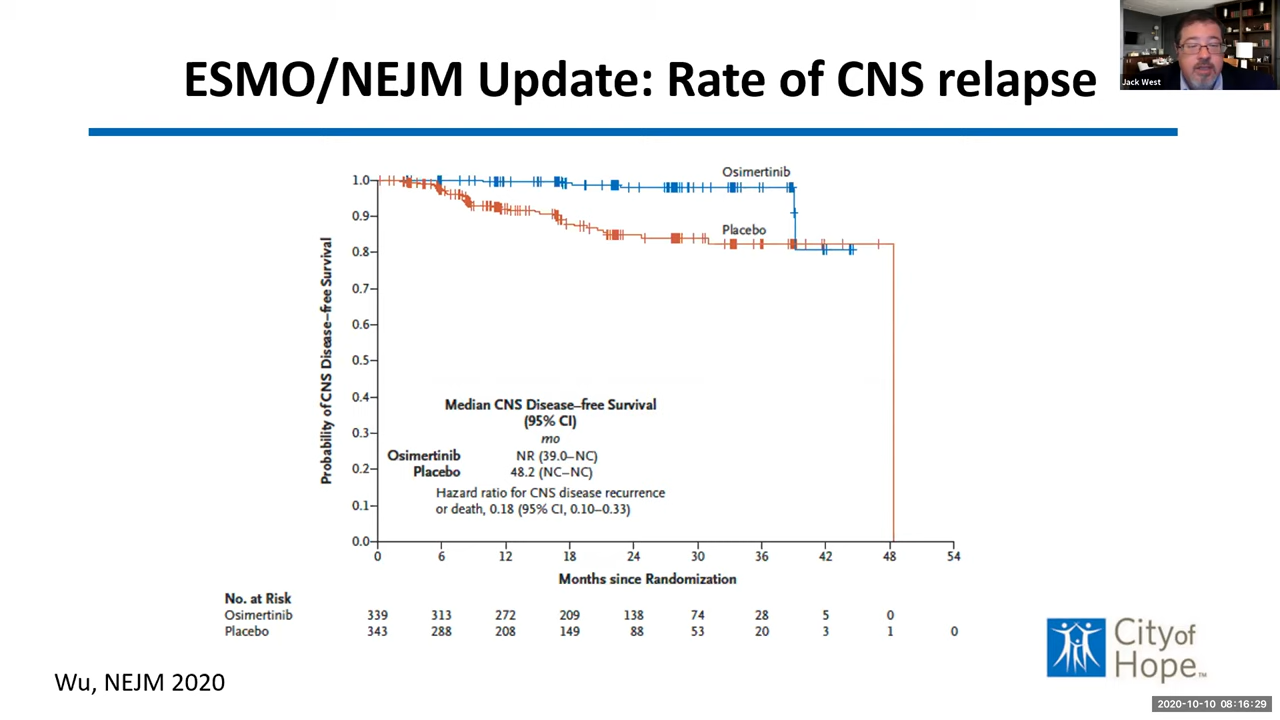 ESMO/NEJM Update: Rate of CNS relapse
Jack West
Osimertinib
Placebo
Probability of CNS Disease–free Survival
1.0
0.9
0.8
0.7
0.6
0.5
0.4
0.3
0.2
0.1
0.0
Median CNS Disease–free Survival
(95% CI)
mo
Osimertinib NR (39.0–NC)
Placebo 48.2 (NC–NC)
Hazard ratio for CNS disease recurrence
or death, 0.18 (95% CI, 0.10–0.33)
0 6 12 18 24 30 36 42 48 54
Months since Randomization
No. at Risk
Osimertinib 339 313 272 209 138 74 28 5 0
Placebo 343 288 208 149 88 53 20 3 1 0
Cityof
Hope™
Wu, NEJM 2020
2020-10-10 08:16:29